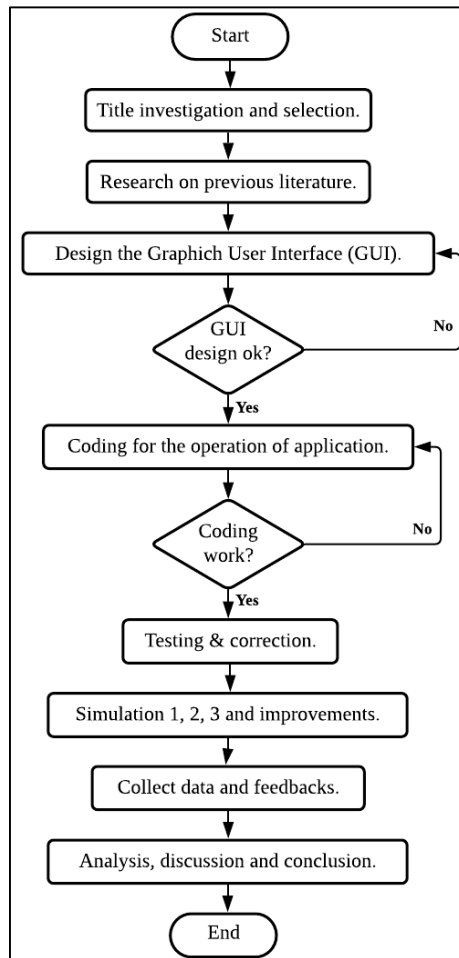 Start
Title investigation and selection.
Research on previous literature.
Design the Graphich User Interface (GUI).
GUI
design ok?
No
Yes
Coding for the operation of application.
Coding
work?
No
Yes
Testing & correction.
Simulation 1, 2, 3 and improvements.
Collect data and feedbacks.
Analysis, discussion and conclusion.
End